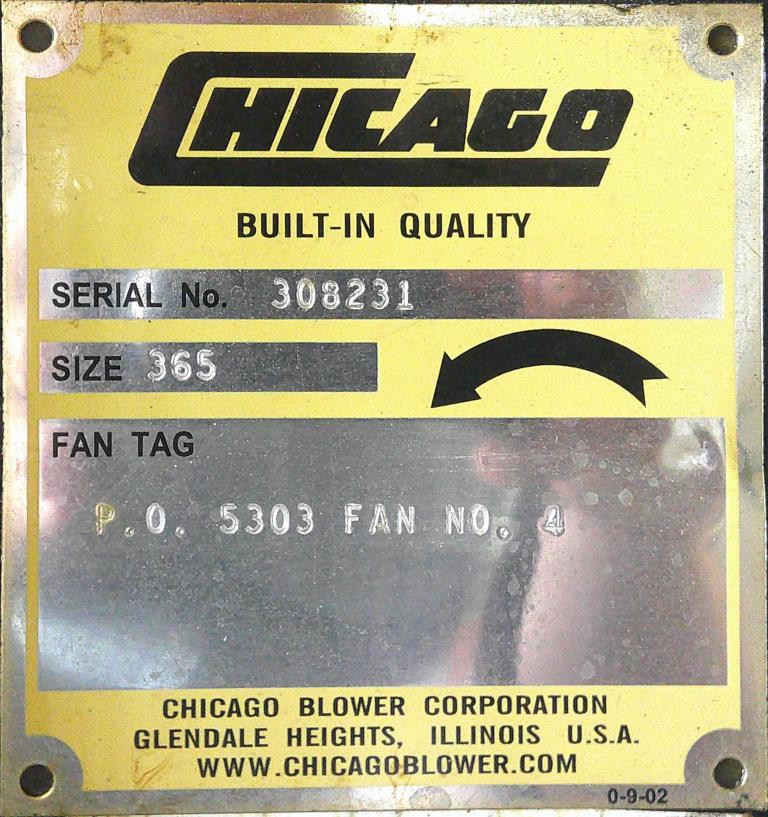 CHICAGO
BUILT-IN QUALITY
SERIAL No. 308231
SIZE 365
FAN TAG
P.O. 5303 FAN NO. 4
CHICAGO BLOWER CORPORATION
GLENDALE HEIGHTS, ILLINOIS U.S.A.
WWW.CHICAGOBLOWER.COM
0-9-02